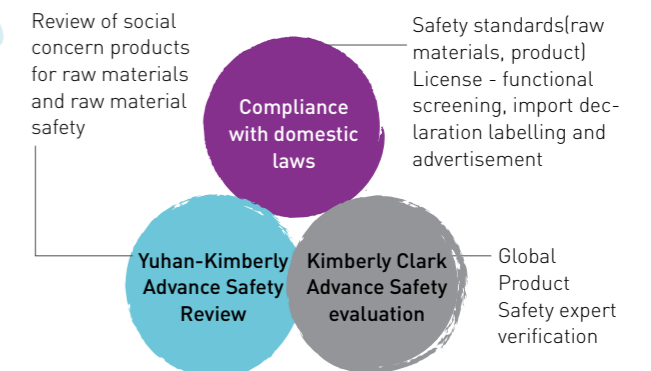 Review of social
concern products
for raw materials
and raw material
safety
Safety standards(raw
materials, product)
License - functional
screening, import dec-
laration labelling and
advertisement
Compliance
with domestic
laws
Yuhan-Kimberly
Advance Safety
Review
Kimberly Clark
Advance Safety
evaluation
Global
Product
Safety expert
verification